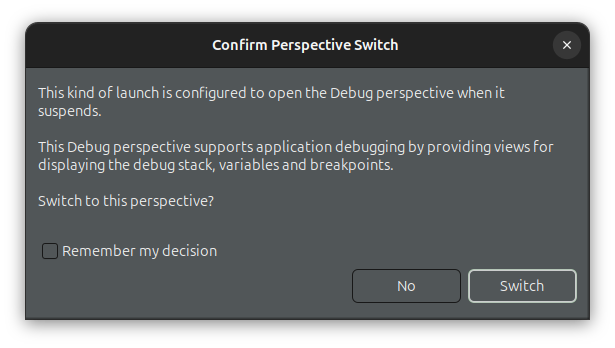 Confirm Perspective Switch
This kind of launch is configured to open the Debug perspective when it
suspends.
This Debug perspective supports application debugging by providing views for
displaying the debug stack, variables and breakpoints.
Switch to this perspective?
Remember my decision
No
Switch